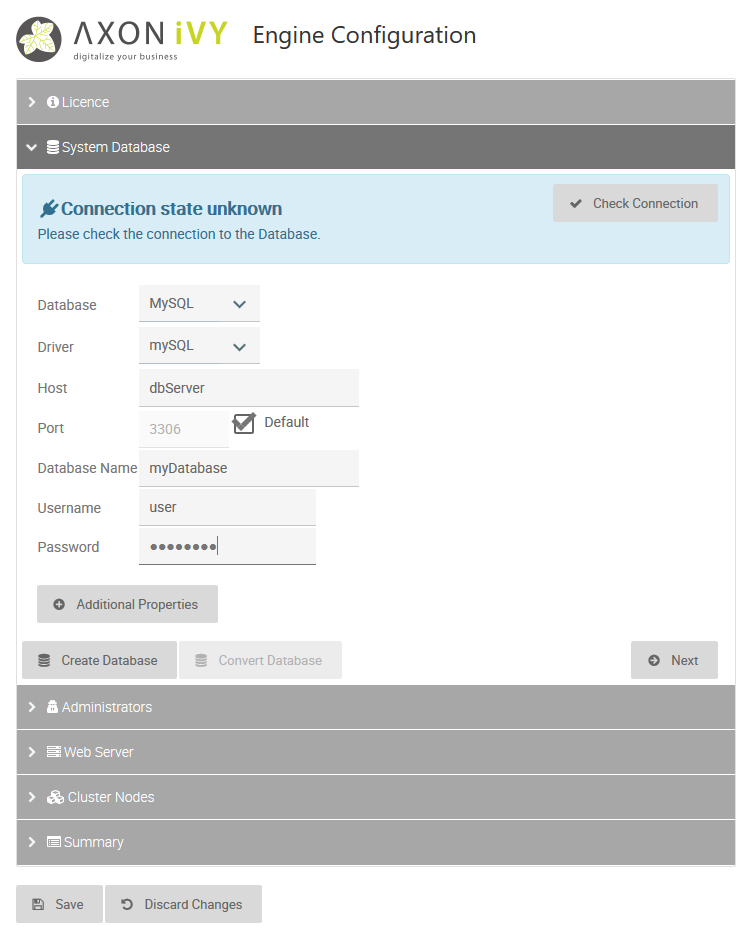 AXON iVY Engine Configuration
digitalize your business
Licence
System Database
Connection state unknown
Check Connection
Please check the connection to the Database.
Database MySQL
Driver mySQL
Host dbServer
Port 3306 Default
Database Name myDatabase
Username user
Password ••••••••
Additional Properties
Create Database Convert Database Next
Administrators
Web Server
Cluster Nodes
Summary
Save Discard Changes